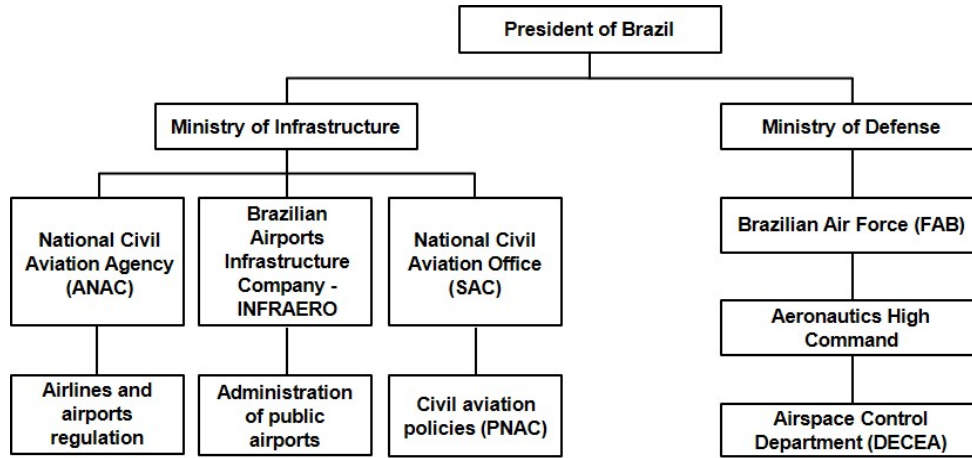 President of Brazil
Ministry of Infrastructure
Ministry of Defense
National Civil
Aviation Agency
(ANAC)
Brazilian
Airports
Infrastructure
Company -
INFRAERO
National Civil
Aviation Office
(SAC)
Brazilian Air Force (FAB)
Aeronautics High
Command
Airlines and
airports
regulation
Administration
of public
airports
Civil aviation
policies (PNAC)
Airspace Control
Department (DECEA)